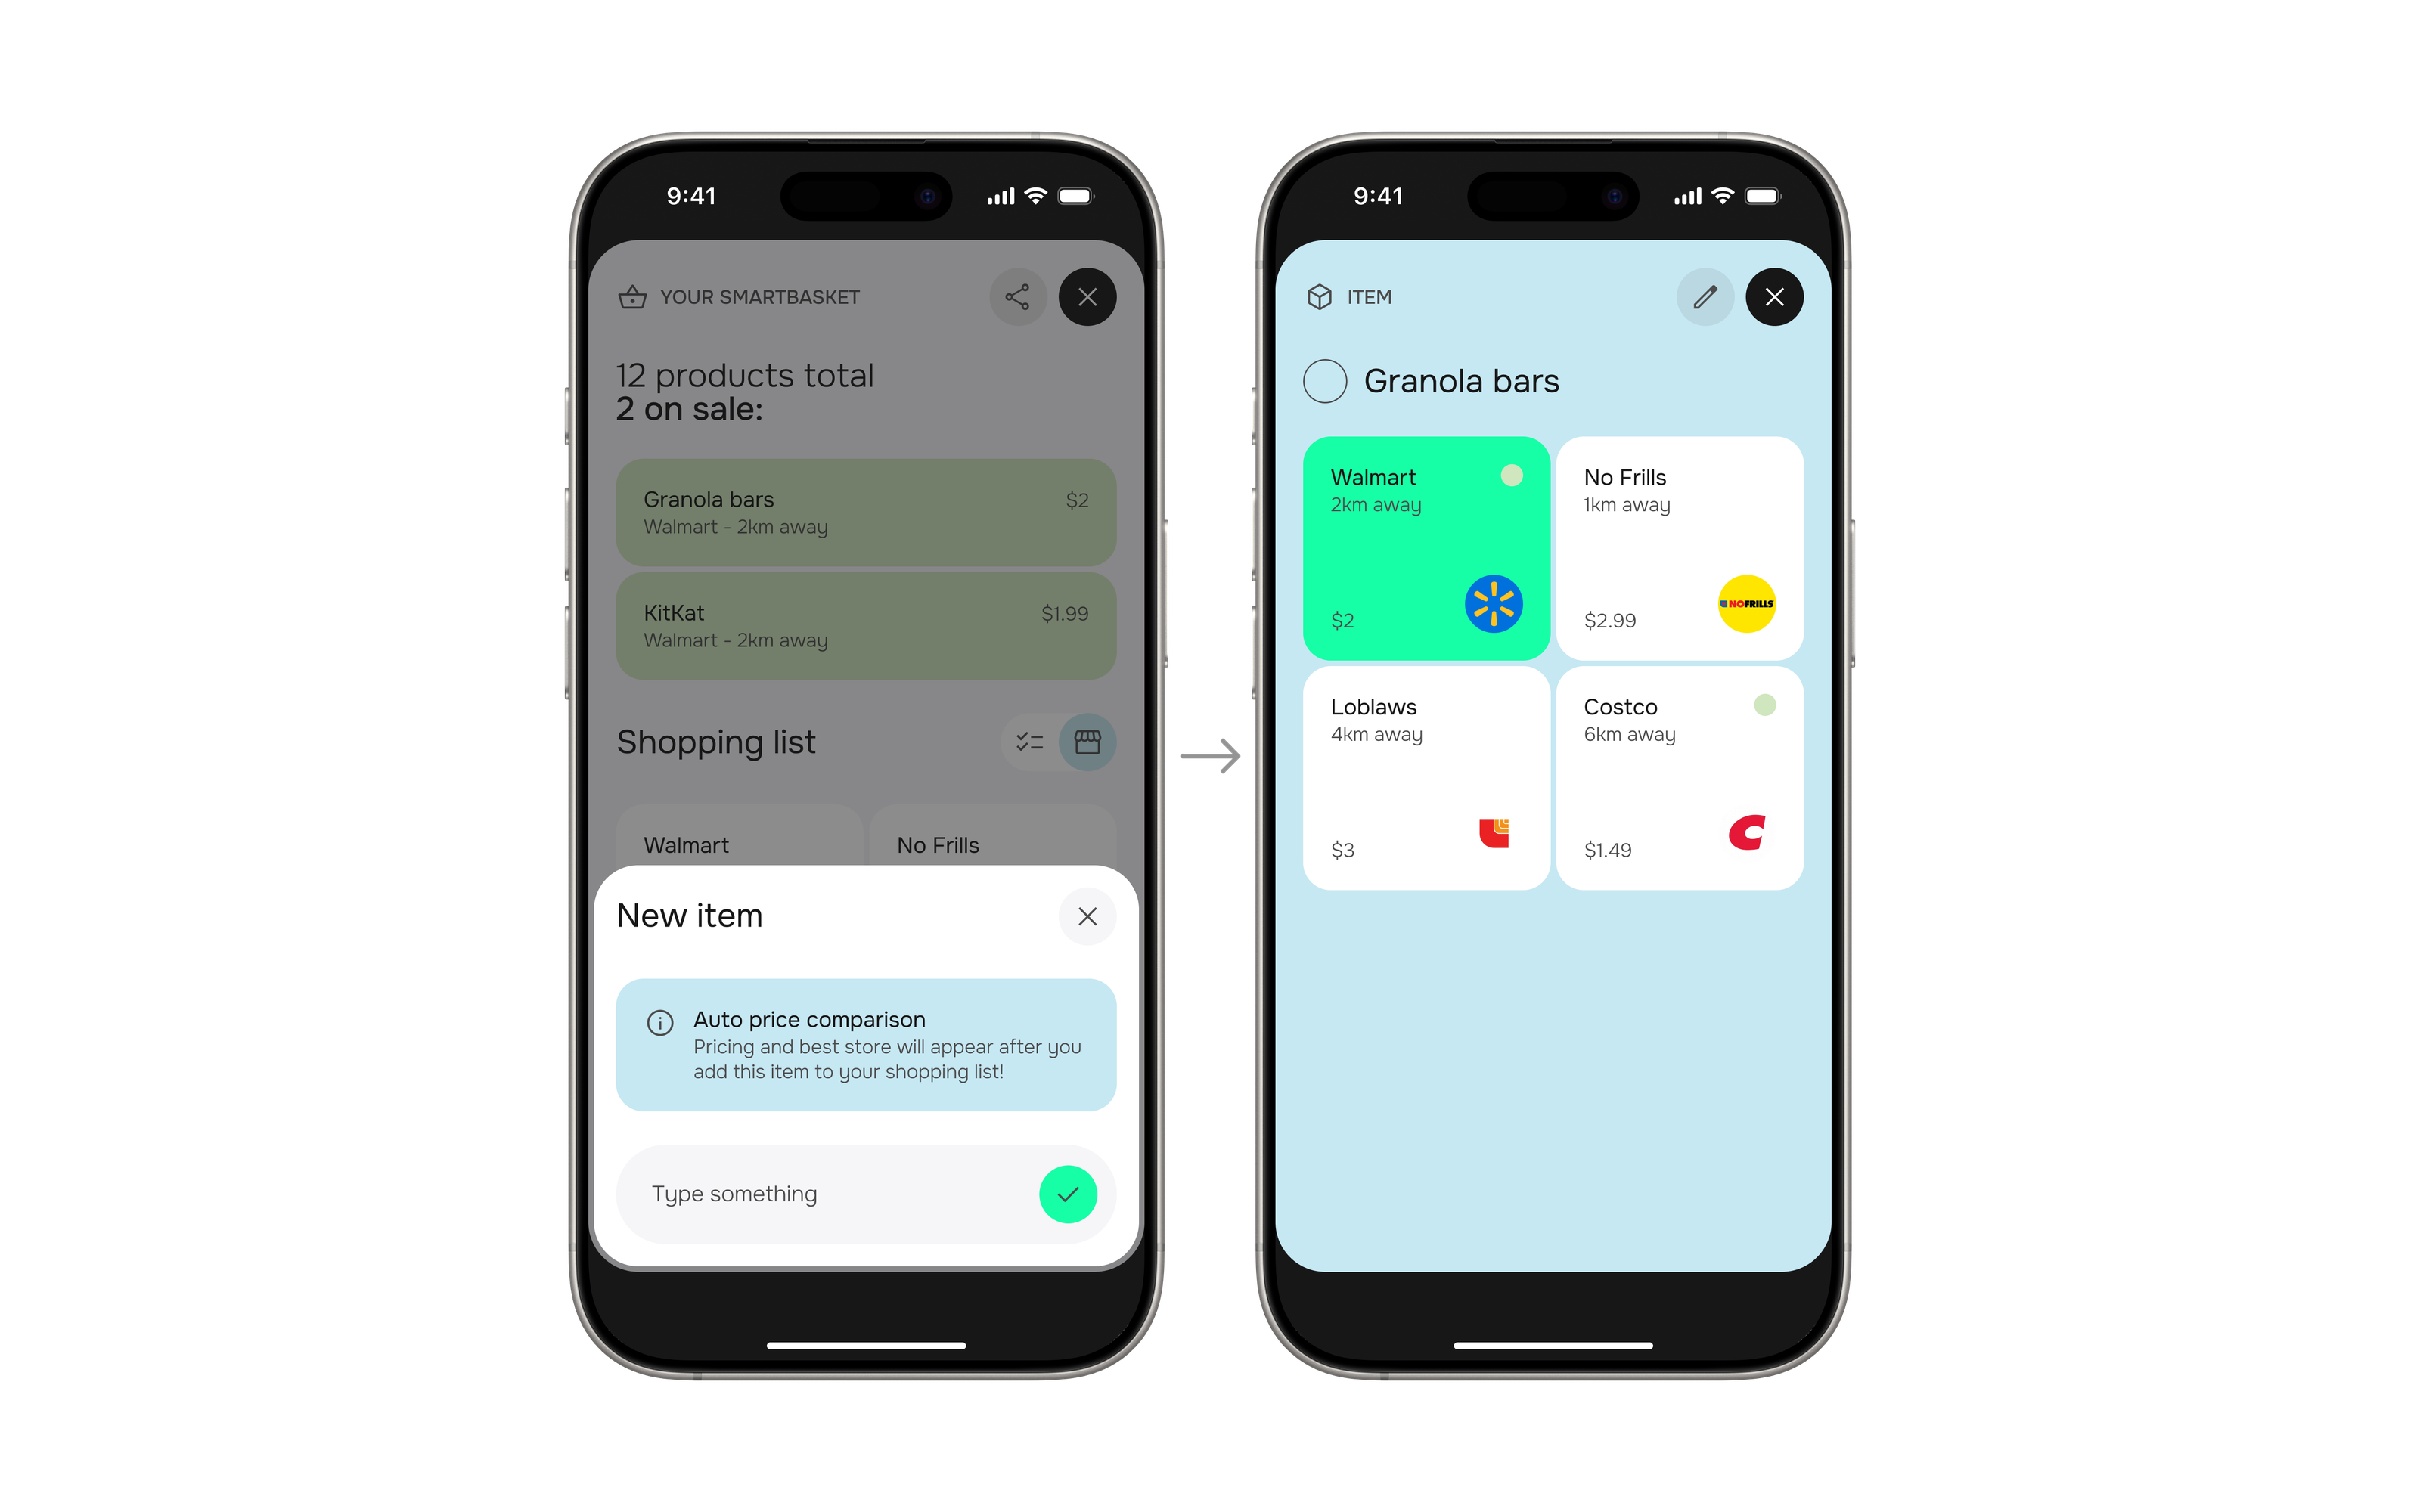 9:41
YOUR SMARTBASKET
12 products total
2 on sale:
Granola bars
$2
Walmart - 2km away
KitKat
$1.99
Walmart - 2km away
Shopping list
Walmart
No Frills
New item
Auto price comparison
Pricing and best store will appear after you
add this item to your shopping list!
Type something
9:41
ITEM
Granola bars
Walmart
2km away
$2
No Frills
1km away
$2.99
NOFRILLS
Loblaws
4km away
$3
Costco
6km away
$1.49